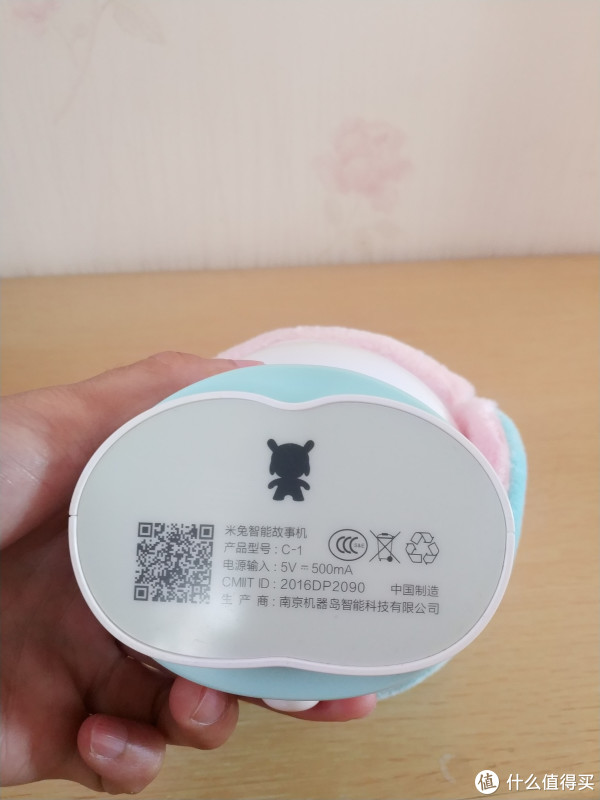 米兔智能故事机
产品型号：C-1
电源输入：5V⎓500mA
CMIIT ID：2016DP2090 中国制造
生 产 商：南京机器岛智能科技有限公司
值 什么值得买